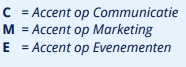 C = Accent op Communicatie
M = Accent op Marketing
E = Accent op Evenementen